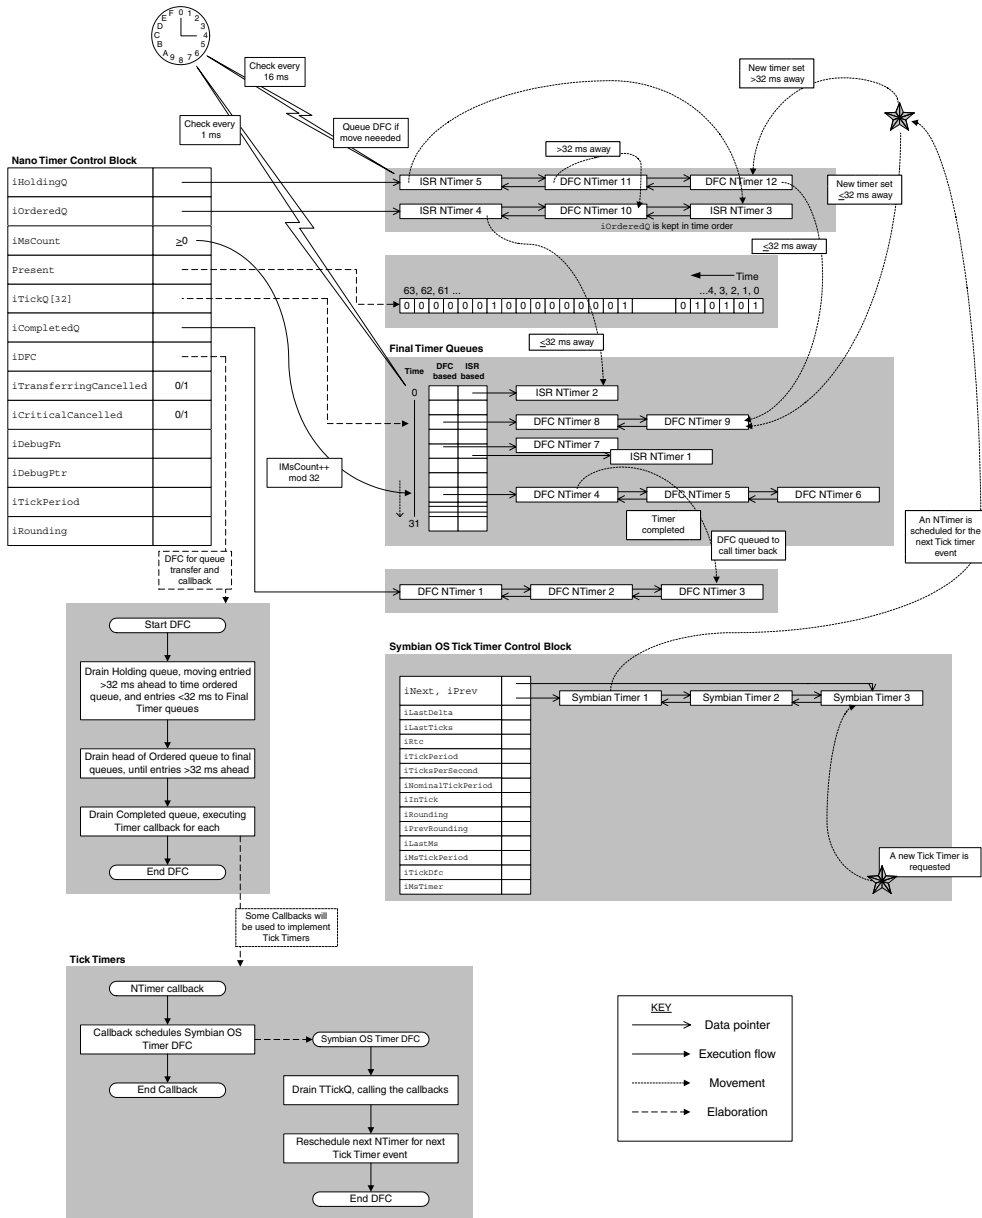 F 0 1 2 3 4 5 6 7 8 9 A B C D E
Check every
16 ms
Check every
1 ms
Queue DFC if
move neeeded
New timer set
>32 ms away
>32 ms away
New timer set
≤32 ms away
Nano Timer Control Block
iHoldingQ
iOrderedQ
iMsCount
≥0
Present
iTickQ[32]
iCompletedQ
iDFC
iTransferringCancelled
0/1
iCriticalCancelled
0/1
iDebugFn
iDebugPtr
iTickPeriod
iRounding
ISR NTimer 5
DFC NTimer 11
DFC NTimer 12
ISR NTimer 4
DFC NTimer 10
ISR NTimer 3
iOrderedQ is kept in time order
≤32 ms away
Time
63, 62, 61 ...
...4, 3, 2, 1, 0
0 0 0 0 0 0 1 0 0 0 0 0 0 0 0 1
0 1 0 1 0 1
≤32 ms away
Final Timer Queues
Time
DFC
based
ISR
based
0
31
ISR NTimer 2
DFC NTimer 8
DFC NTimer 9
DFC NTimer 7
ISR NTimer 1
DFC NTimer 4
DFC NTimer 5
DFC NTimer 6
IMsCount++
mod 32
Timer
completed
DFC queued to
call timer back
An NTimer is
scheduled for the
next Tick timer
event
DFC for queue
transfer and
callback
DFC NTimer 1
DFC NTimer 2
DFC NTimer 3
Start DFC
Drain Holding queue, moving entried
>32 ms ahead to time ordered
queue, and entries <32 ms to Final
Timer queues
Drain head of Ordered queue to final
queues, until entries >32 ms ahead
Drain Completed queue, executing
Timer callback for each
End DFC
Symbian OS Tick Timer Control Block
iNext, iPrev
iLastDelta
iLastTicks
iRtc
iTickPeriod
iTicksPerSecond
iNominalTickPeriod
iInTick
iRounding
iPrevRounding
iLastMs
iMsTickPeriod
iTickDfc
iMsTimer
Symbian Timer 1
Symbian Timer 2
Symbian Timer 3
A new Tick Timer is
requested
Some Callbacks will
be used to implement
Tick Timers
Tick Timers
NTimer callback
Callback schedules Symbian OS
Timer DFC
End Callback
Symbian OS Timer DFC
Drain TTickQ, calling the callbacks
Reschedule next NTimer for next
Tick Timer event
End DFC
KEY
Data pointer
Execution flow
Movement
Elaboration